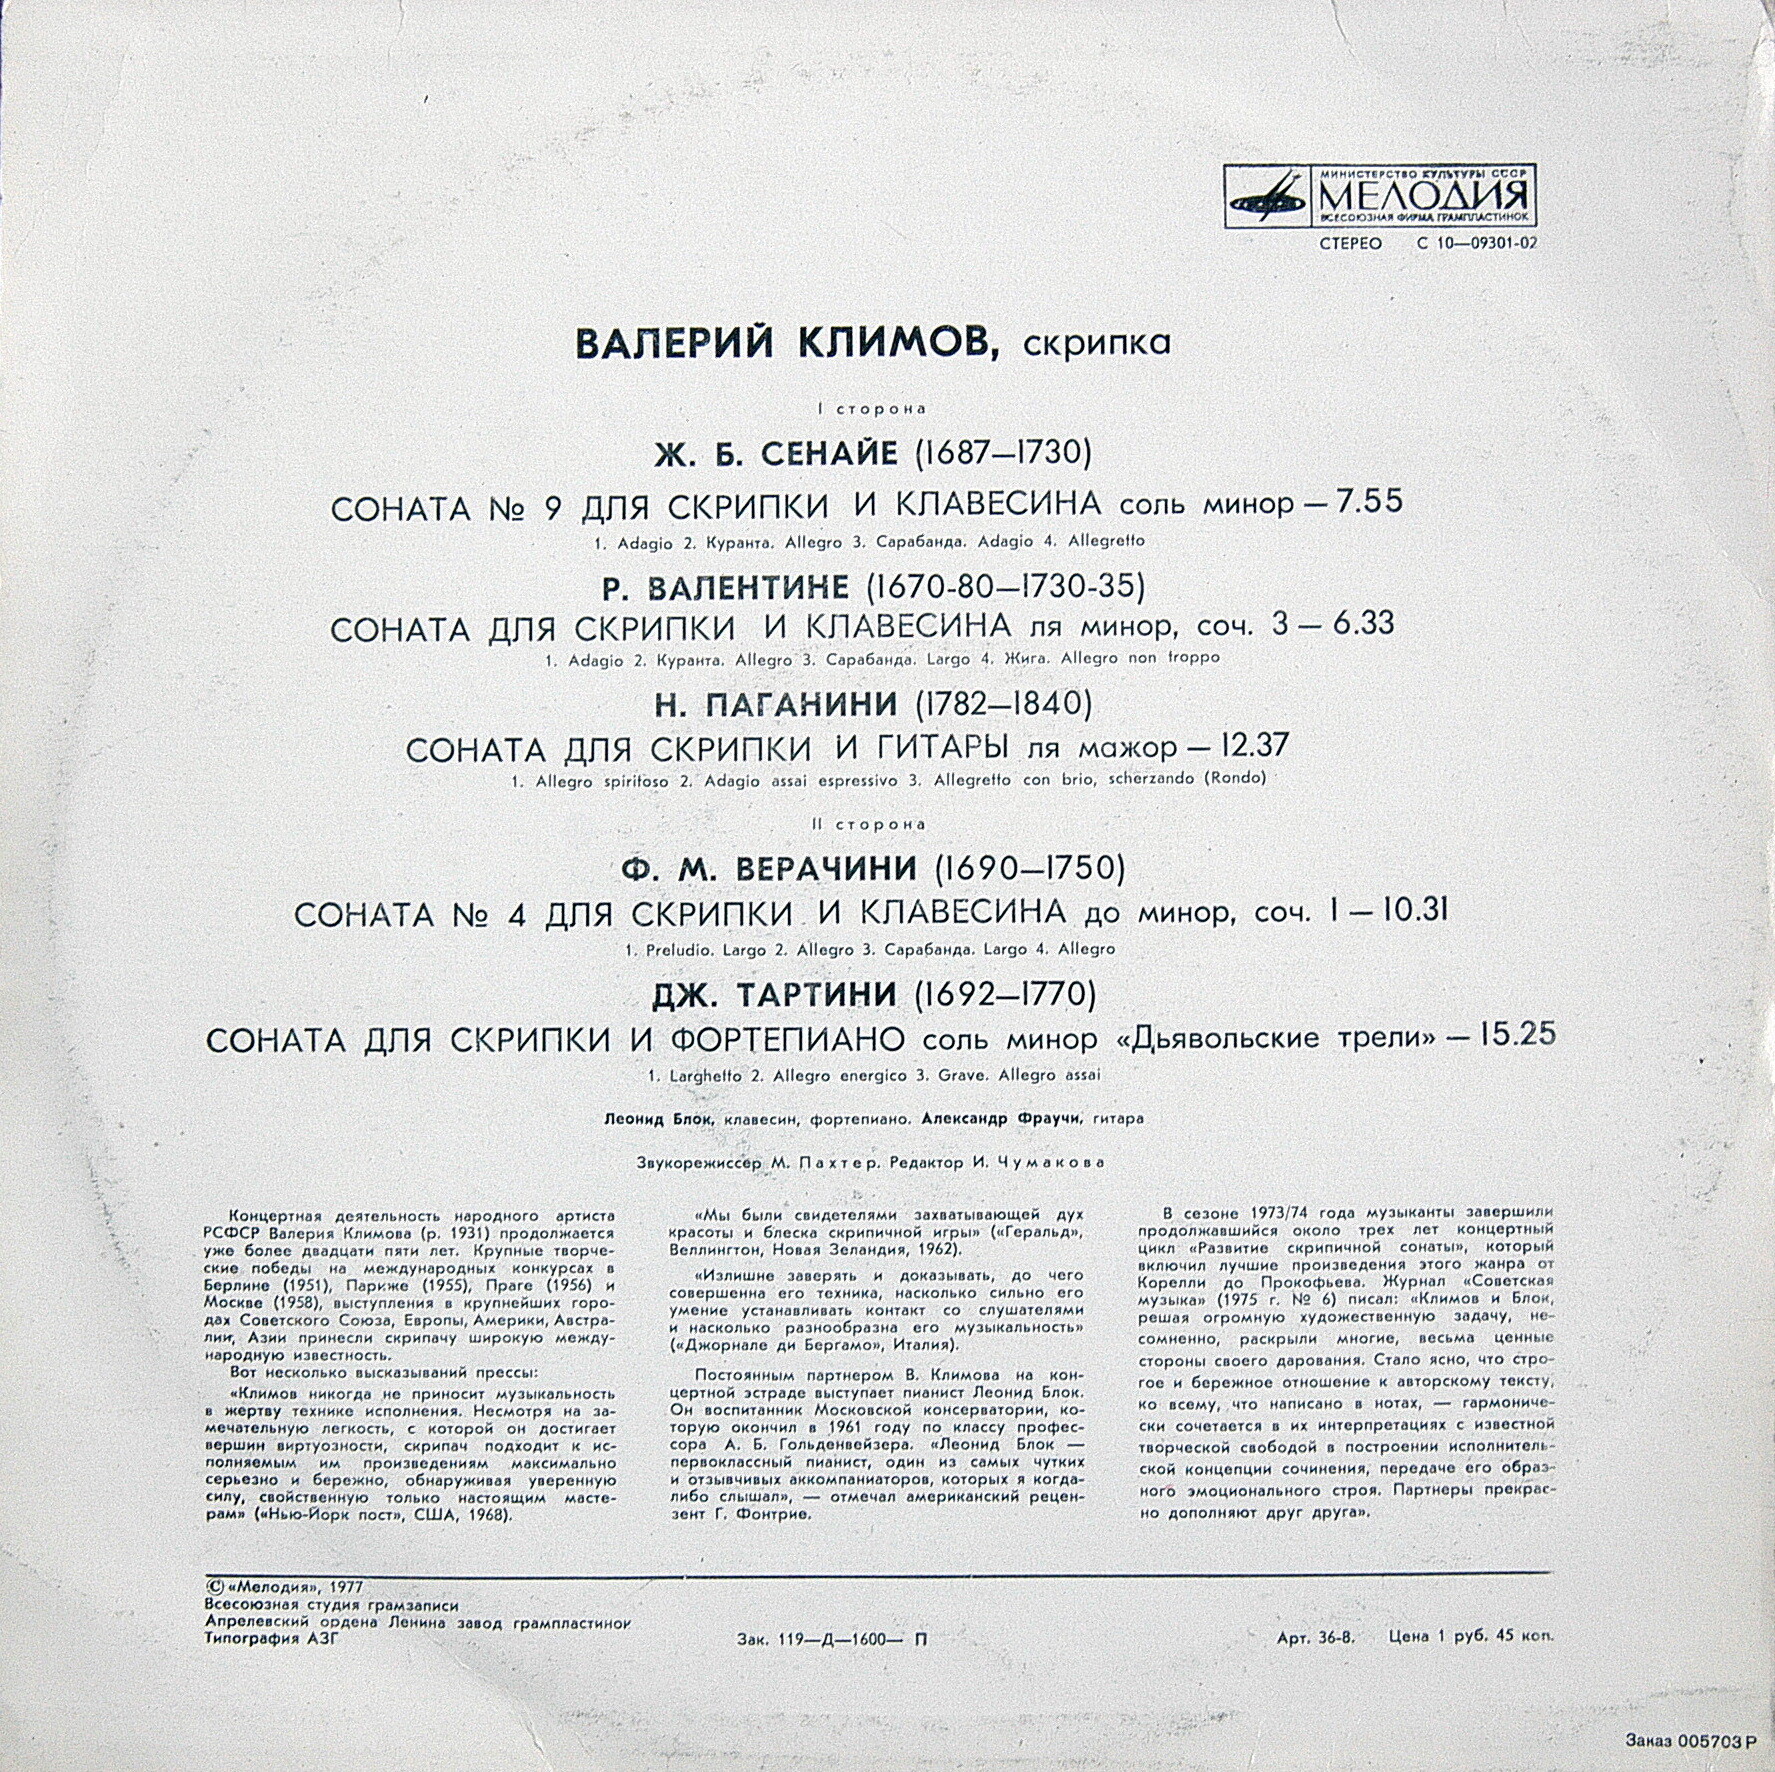 МИНИСТЕРСТВО КУЛЬТУРЫ СССР
МЕЛОДИЯ
ВСЕСОЮЗНАЯ ФИРМА ГРАМПЛАСТИНОК
СТЕРЕО С 10—09301-02
ВАЛЕРИЙ КЛИМОВ, скрипка
I сторона
Ж. Б. СЕНАЙЕ (1687—1730)
СОНАТА № 9 ДЛЯ СКРИПКИ И КЛАВЕСИНА соль минор — 7.55
1. Adagio 2. Куранта. Allegro 3. Сарабанда. Adagio 4. Allegretto
Р. ВАЛЕНТИНЕ (1670-80—1730-35)
СОНАТА ДЛЯ СКРИПКИ И КЛАВЕСИНА ля минор, соч. 3 — 6.33
1. Adagio 2. Куранта. Allegro 3. Сарабанда. Largo 4. Жига. Allegro non troppo
Н. ПАГАНИНИ (1782—1840)
СОНАТА ДЛЯ СКРИПКИ И ГИТАРЫ ля мажор — 12.37
1. Allegro spiritoso 2. Adagio assai espressivo 3. Allegretto con brio, scherzando (Rondo)
II сторона
Ф. М. ВЕРАЧИНИ (1690—1750)
СОНАТА № 4 ДЛЯ СКРИПКИ И КЛАВЕСИНА до минор, соч. 1 — 10.31
1. Preludio. Largo 2. Allegro 3. Сарабанда. Largo 4. Allegro
ДЖ. ТАРТИНИ (1692—1770)
СОНАТА ДЛЯ СКРИПКИ И ФОРТЕПИАНО соль минор «Дьявольские трели» — 15.25
1. Larghetto 2. Allegro energico 3. Grave. Allegro assai
Леонид Блок, клавесин, фортепиано. Александр Фраучи, гитара
Звукорежиссер М. Пахтер. Редактор И. Чумакова
Концертная деятельность народного артиста
РСФСР Валерия Климова (р. 1931) продолжается
уже более двадцати пяти лет. Крупные творче-
ские победы на международных конкурсах в
Берлине (1951), Париже (1955), Праге (1956) и
Москве (1958), выступления в крупнейших горо-
дах Советского Союза, Европы, Америки, Австра-
лии, Азии принесли скрипачу широкую между-
народную известность.
Вот несколько высказываний прессы:
«Климов никогда не приносит музыкальность
в жертву технике исполнения. Несмотря на за-
мечательную легкость, с которой он достигает
вершин виртуозности, скрипач подходит к ис-
полняемым им произведениям максимально
серьезно и бережно, обнаруживая уверенную
силу, свойственную только настоящим масте-
рам» («Нью-Йорк пост», США, 1968).
«Мы были свидетелями захватывающей дух
красоты и блеска скрипичной игры» («Геральд»,
Веллингтон, Новая Зеландия, 1962).
«Излишне заверять и доказывать, до чего
совершенна его техника, насколько сильно его
умение устанавливать контакт со слушателями
и насколько разнообразна его музыкальность»
(«Джорнале ди Бергамо», Италия).
Постоянным партнером В. Климова на кон-
цертной эстраде выступает пианист Леонид Блок.
Он воспитанник Московской консерватории, ко-
торую окончил в 1961 году по классу профес-
сора А. Б. Гольденвейзера. «Леонид Блок —
первоклассный пианист, один из самых чутких
и отзывчивых аккомпаниаторов, которых я когда-
либо слышал», — отмечал американский рецен-
зент Г. Фонтрие.
В сезоне 1973/74 года музыканты завершили
продолжавшийся около трех лет концертный
цикл «Развитие скрипичной сонаты», который
включил лучшие произведения этого жанра от
Корелли до Прокофьева. Журнал «Советская
музыка» (1975 г. № 6) писал: «Климов и Блок,
решая огромную художественную задачу, не-
сомненно, раскрыли многие, весьма ценные
стороны своего дарования. Стало ясно, что стро-
гое и бережное отношение к авторскому тексту,
ко всему, что написано в нотах, — гармониче-
ски сочетается в их интерпретациях с известной
творческой свободой в построении исполнитель-
ской концепции сочинения, передаче его образ-
ного эмоционального строя. Партнеры прекрас-
но дополняют друг друга».
© «Мелодия», 1977
Всесоюзная студия грамзаписи
Апрелевский ордена Ленина завод грампластинок
Типография АЗГ
Зак. 119—Д—1600— П
Арт. 36-8. Цена 1 руб. 45 коп.
Заказ 005703 Р